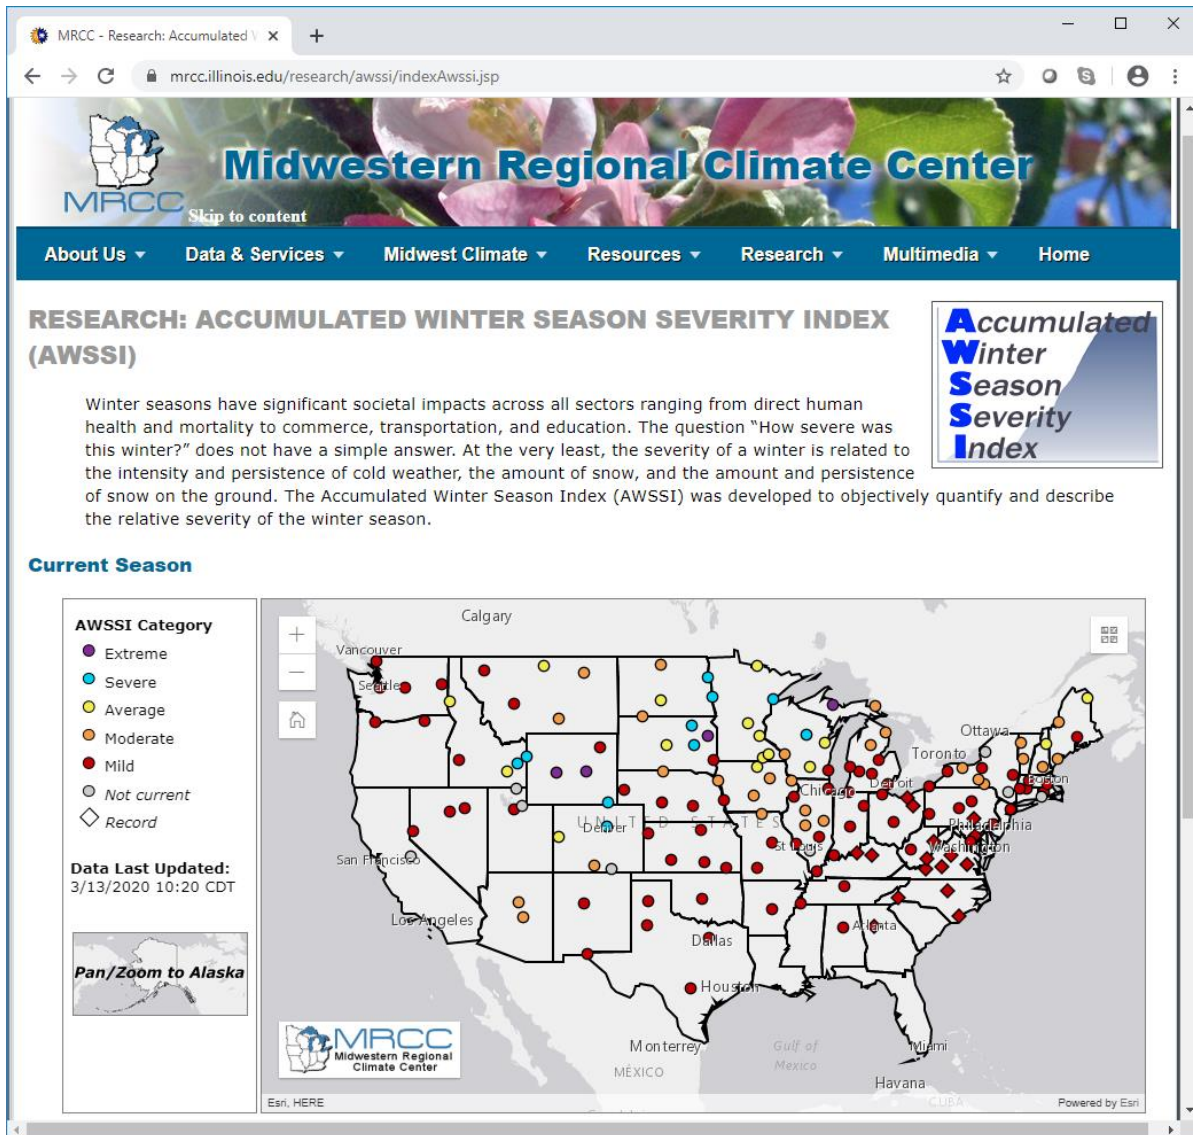 MRCC - Research: Accumulated W
mrcc.illinois.edu/research/awssi/indexAwssi.jsp
Midwestern Regional Climate Center
MRCC
Skip to content
About Us
Data & Services
Midwest Climate
Resources
Research
Multimedia
Home
RESEARCH: ACCUMULATED WINTER SEASON SEVERITY INDEX
(AWSSI)
Accumulated
Winter
Season
Severity
Index
Winter seasons have significant societal impacts across all sectors ranging from direct human
health and mortality to commerce, transportation, and education. The question “How severe was
this winter?” does not have a simple answer. At the very least, the severity of a winter is related to
the intensity and persistence of cold weather, the amount of snow, and the amount and persistence
of snow on the ground. The Accumulated Winter Season Index (AWSSI) was developed to objectively quantify and describe
the relative severity of the winter season.
Current Season
AWSSI Category
Extreme
Severe
Average
Moderate
Mild
Not current
Record
Data Last Updated:
3/13/2020 10:20 CDT
Pan/Zoom to Alaska
Calgary
Vancouver
Seattle
Ottawa
Toronto
Boston
Detroit
Chicago
UNITED STATES
Denver
Philadelphia
Washington
St Louis
San Francisco
Los Angeles
Atlanta
Dallas
Houston
Monterrey
Gulf of
Mexico
Miami
MÉXICO
Havana
CUBA
MRCC
Midwestern Regional
Climate Center
Esri, HERE
Powered by Esri